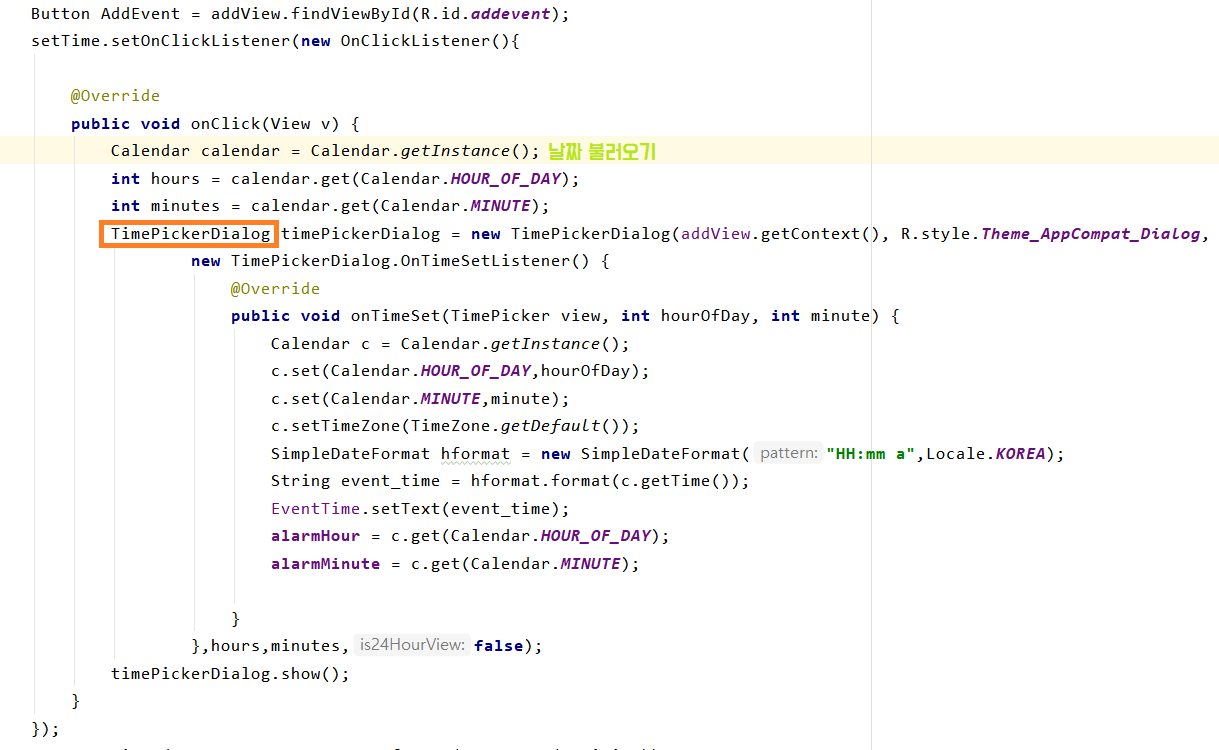 Button AddEvent = addView.findViewById(R.id.addevent);
setTime.setOnClickListener(new OnClickListener(){
@Override
public void onClick(View v) {
Calendar calendar = Calendar.getInstance(); 날짜 불러오기
int hours = calendar.get(Calendar.HOUR_OF_DAY);
int minutes = calendar.get(Calendar.MINUTE);
TimePickerDialog timePickerDialog = new TimePickerDialog(addView.getContext(), R.style.Theme_AppCompat_Dialog,
new TimePickerDialog.OnTimeSetListener() {
@Override
public void onTimeSet(TimePicker view, int hourOfDay, int minute) {
Calendar c = Calendar.getInstance();
c.set(Calendar.HOUR_OF_DAY,hourOfDay);
c.set(Calendar.MINUTE,minute);
c.setTimeZone(TimeZone.getDefault());
SimpleDateFormat hformat = new SimpleDateFormat( pattern: "HH:mm a",Locale.KOREA);
String event_time = hformat.format(c.getTime());
EventTime.setText(event_time);
alarmHour = c.get(Calendar.HOUR_OF_DAY);
alarmMinute = c.get(Calendar.MINUTE);
}
},hours,minutes, is24HourView: false);
timePickerDialog.show();
}
});